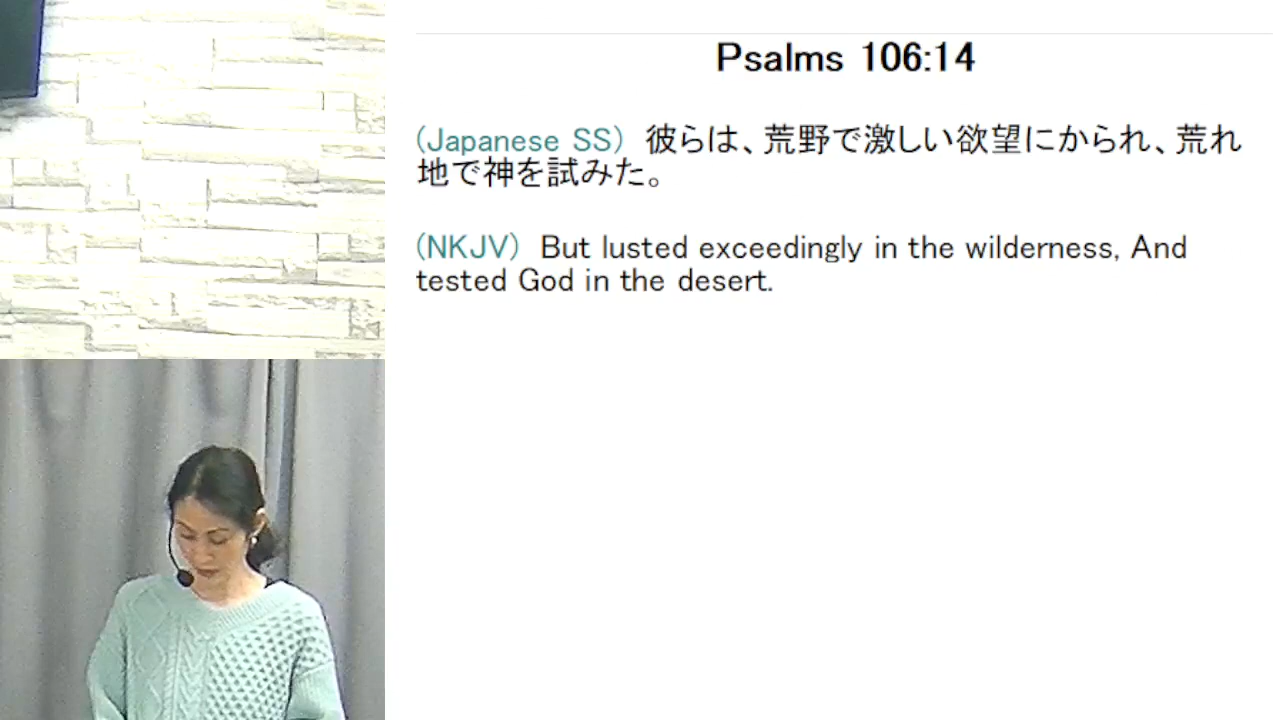 Psalms 106:14
(Japanese SS) 彼らは、荒野で激しい欲望にかられ、荒れ
地で神を試みた。
(NKJV) But lusted exceedingly in the wilderness, And
tested God in the desert.